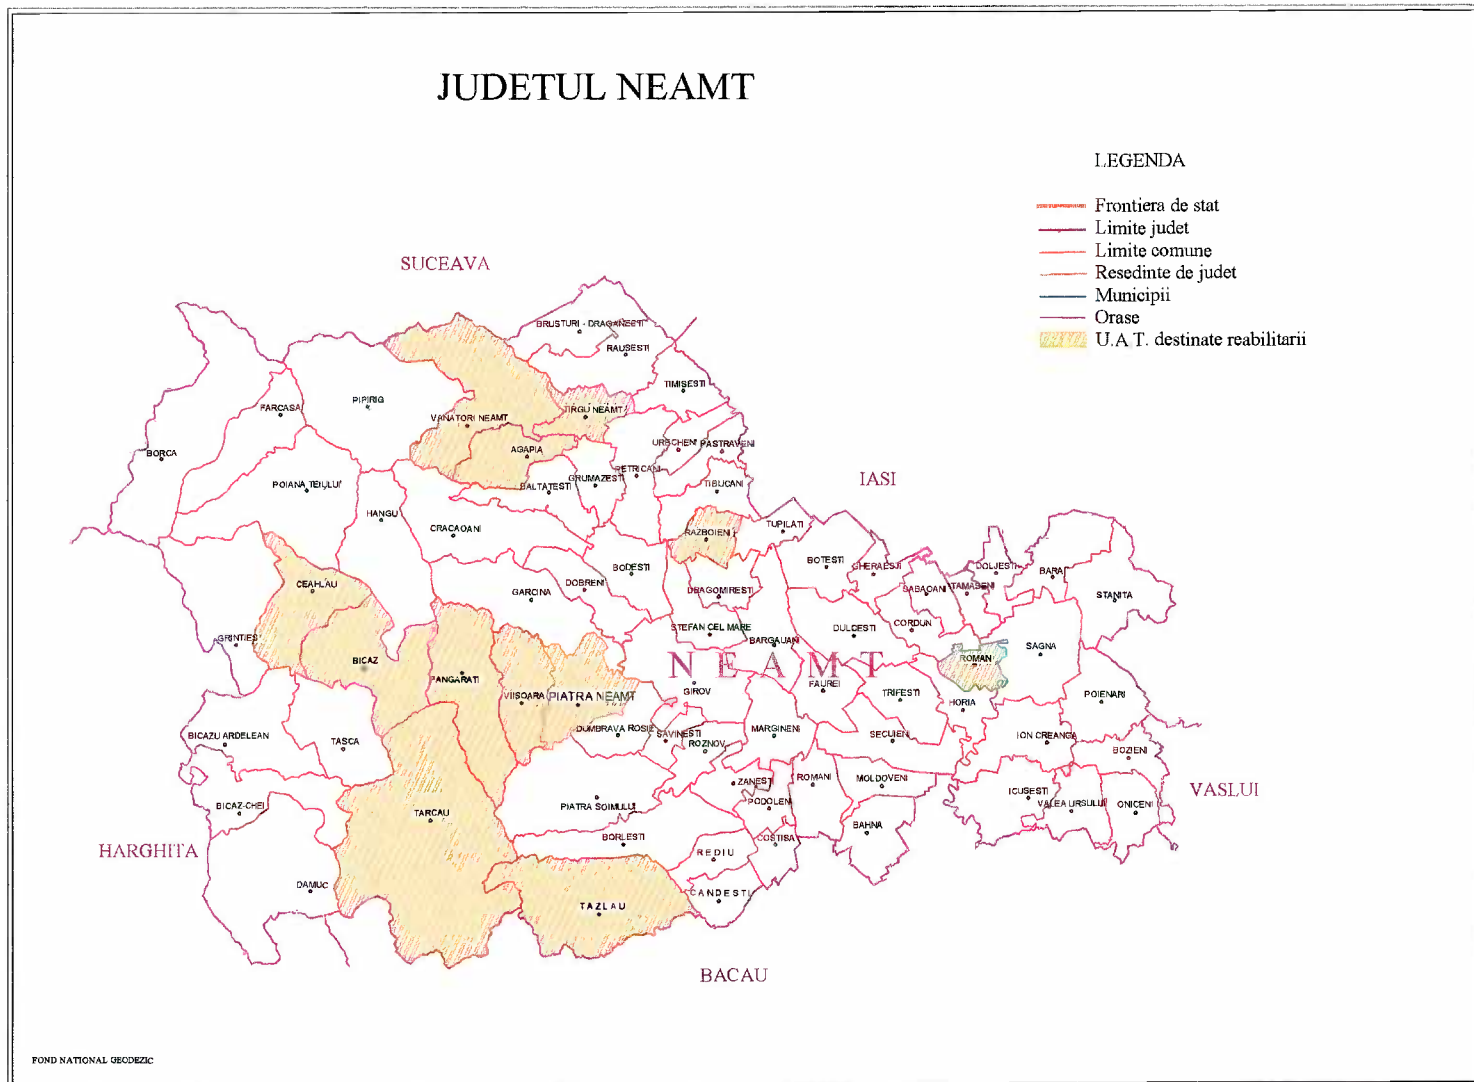 JUDETUL NEAMT
LEGENDA
Frontiera de stat
Limite judet
Limite comune
Resedinte de judet
Municipii
Orase
U.A T. destinate reabilitarii
SUCEAVA
BRUSTURI - DRAGANESTI
RAUSESTI
TIMISESTI
PIPIRIG
FARCASA
VANATORI NEAMT
TIRGU NEAMT
BORCA
AGAPIA
URSCHENI
PASTRAVENI
PETRICANI
GRUMAZESTI
BALTATESTI
TIBUCANI
IASI
POIANA TEIULUI
HANGU
CRACAOANI
RAZBOIENI
TUPILATI
BOTESTI
GHERAESTI
DOLJESTI
BARA
STANITA
CEAHLAU
GARCINA
DOBRENI
BODESTI
DRAGOMIRESTI
SABAOANI
TAMASENI
GRINTIES
STEFAN CEL MARE
BARGAUANI
DULCESTI
CORDUN
SAGNA
BICAZ
NEAMT
ROMAN
PANGARATI
VIISOARA
PIATRA NEAMT
GIROV
FAUREI
TRIFESTI
HORIA
POIENARI
BICAZU ARDELEAN
TASCA
DUMBRAVA ROSIE
SAVINESTI
ROZNOV
MARGINENI
SECUIENI
ION CREANGA
BOZIENI
BICAZ-CHEI
TARCAU
PIATRA SOIMULUI
ZANESTI
PODOLENI
ROMANI
MOLDOVENI
ICUSESTI
VALEA URSULUI
ONICENI
VASLUI
HARGHITA
BORLESTI
REDIU
COSTISA
BAHNA
DAMUC
TAZLAU
CANDESTI
BACAU
FOND NATIONAL GEODEZIC